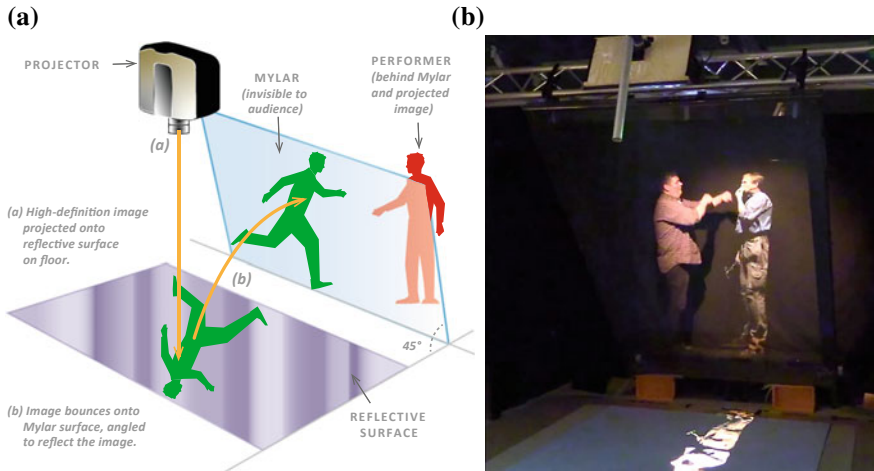 (a)
(b)
PROJECTOR
MYLAR
(invisible to
audience)
PERFORMER
(behind Mylar
and projected
image)
(a)
(a) High-definition image
projected onto
reflective surface
on floor.
(b)
45°
(b) Image bounces onto
Mylar surface, angled
to reflect the image.
REFLECTIVE
SURFACE